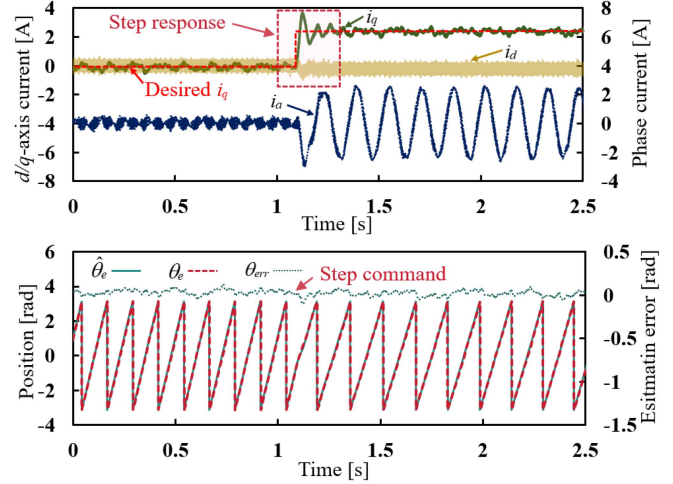 4
2
0
-2
-4
-6
-8
d/q-axis current [A]
Step response
i_q
i_d
Desired i_q
i_a
8
6
4
2
0
-2
-4
Phase current [A]
0 0.5 1 1.5 2 2.5
Time [s]
6
4
2
0
-2
-4
Position [rad]
θ̂_e θ_e θ_err
Step command
0.5
0
-0.5
-1
-1.5
Esitmatin error [rad]
0 0.5 1 1.5 2 2.5
Time [s]